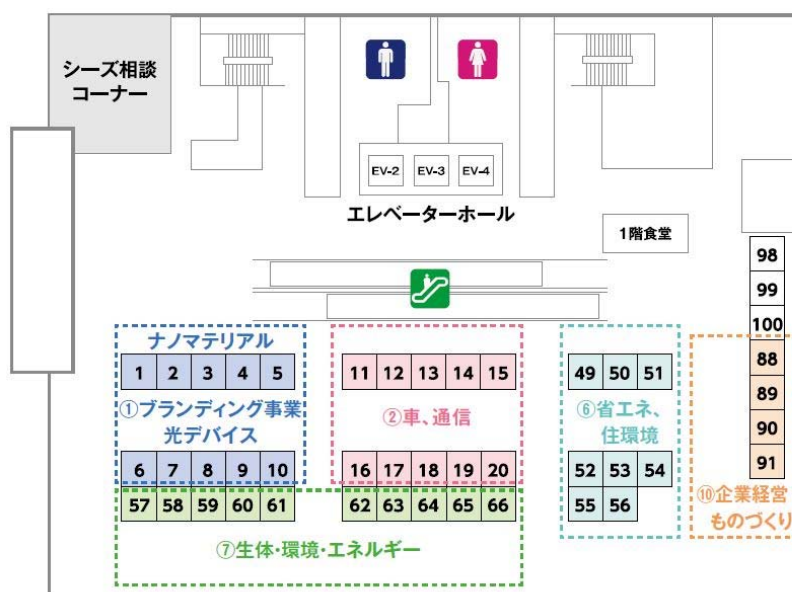 シーズ相談
コーナー
EV-2 EV-3 EV-4
エレベーターホール
1階食堂
98
99
100
88
89
90
91
⑩企業経営
ものづくり
ナノマテリアル
1 2 3 4 5
①ブランディング事業
光デバイス
6 7 8 9 10
57 58 59 60 61
11 12 13 14 15
②車、通信
16 17 18 19 20
62 63 64 65 66
⑦生体・環境・エネルギー
49 50 51
⑥省エネ、
住環境
52 53 54
55 56